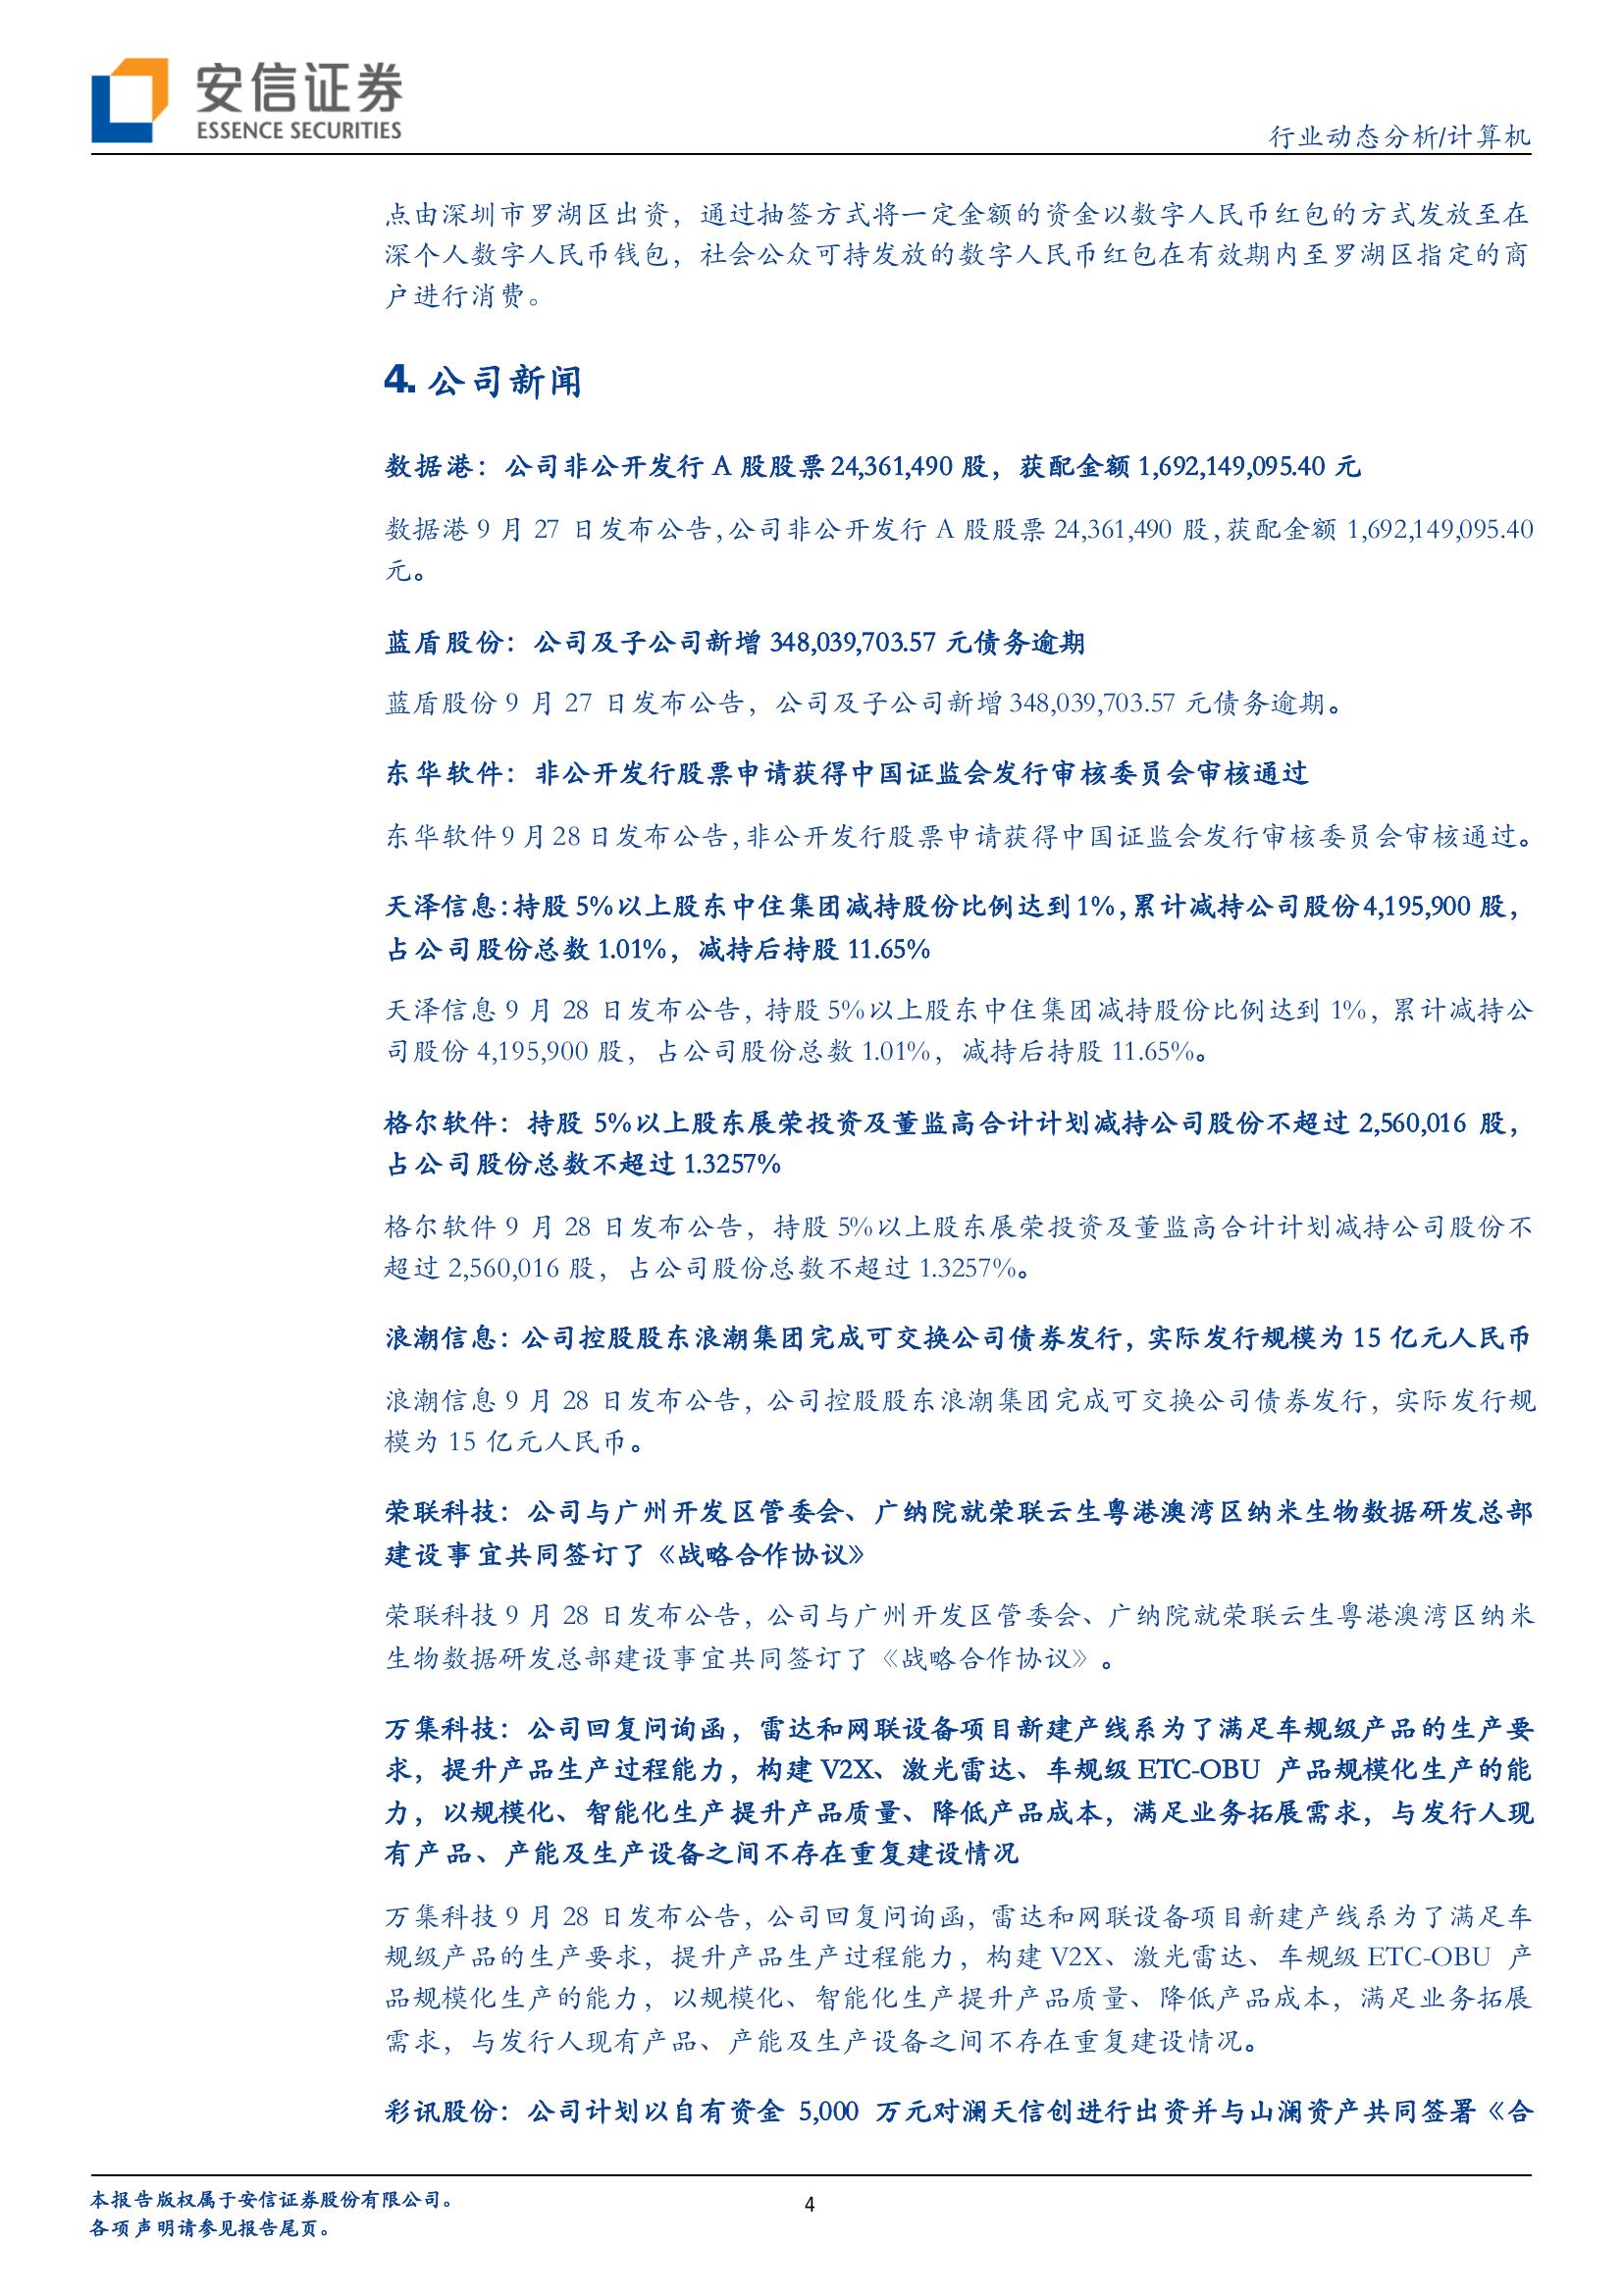 安信证券
ESSENCE SECURITIES
行业动态分析/计算机
点由深圳市罗湖区出资，通过抽签方式将一定金额的资金以数字人民币红包的方式发放至在
深个人数字人民币钱包，社会公众可持发放的数字人民币红包在有效期内至罗湖区指定的商
户进行消费。
4. 公司新闻
数据港：公司非公开发行 A 股股票 24,361,490 股，获配金额 1,692,149,095.40 元
数据港 9 月 27 日发布公告，公司非公开发行 A 股股票 24,361,490 股，获配金额 1,692,149,095.40
元。
蓝盾股份：公司及子公司新增 348,039,703.57 元债务逾期
蓝盾股份 9 月 27 日发布公告，公司及子公司新增 348,039,703.57 元债务逾期。
东华软件：非公开发行股票申请获得中国证监会发行审核委员会审核通过
东华软件 9 月 28 日发布公告，非公开发行股票申请获得中国证监会发行审核委员会审核通过。
天泽信息：持股 5%以上股东中住集团减持股份比例达到 1%，累计减持公司股份 4,195,900 股，
占公司股份总数 1.01%，减持后持股 11.65%
天泽信息 9 月 28 日发布公告，持股 5%以上股东中住集团减持股份比例达到 1%，累计减持公
司股份 4,195,900 股，占公司股份总数 1.01%，减持后持股 11.65%。
格尔软件：持股 5%以上股东展荣投资及董监高合计计划减持公司股份不超过 2,560,016 股，
占公司股份总数不超过 1.3257%
格尔软件 9 月 28 日发布公告，持股 5%以上股东展荣投资及董监高合计计划减持公司股份不
超过 2,560,016 股，占公司股份总数不超过 1.3257%。
浪潮信息：公司控股股东浪潮集团完成可交换公司债券发行，实际发行规模为 15 亿元人民币
浪潮信息 9 月 28 日发布公告，公司控股股东浪潮集团完成可交换公司债券发行，实际发行规
模为 15 亿元人民币。
荣联科技：公司与广州开发区管委会、广纳院就荣联云生粤港澳湾区纳米生物数据研发总部
建设事宜共同签订了《战略合作协议》
荣联科技 9 月 28 日发布公告，公司与广州开发区管委会、广纳院就荣联云生粤港澳湾区纳米
生物数据研发总部建设事宜共同签订了《战略合作协议》。
万集科技：公司回复问询函，雷达和网联设备项目新建产线系为了满足车规级产品的生产要
求，提升产品生产过程能力，构建 V2X、激光雷达、车规级 ETC-OBU 产品规模化生产的能
力，以规模化、智能化生产提升产品质量、降低产品成本，满足业务拓展需求，与发行人现
有产品、产能及生产设备之间不存在重复建设情况
万集科技 9 月 28 日发布公告，公司回复问询函，雷达和网联设备项目新建产线系为了满足车
规级产品的生产要求，提升产品生产过程能力，构建 V2X、激光雷达、车规级 ETC-OBU 产
品规模化生产的能力，以规模化、智能化生产提升产品质量、降低产品成本，满足业务拓展
需求，与发行人现有产品、产能及生产设备之间不存在重复建设情况。
彩讯股份：公司计划以自有资金 5,000 万元对澜天信创进行出资并与山澜资产共同签署《合
本报告版权属于安信证券股份有限公司。
4
各项声明请参见报告尾页。